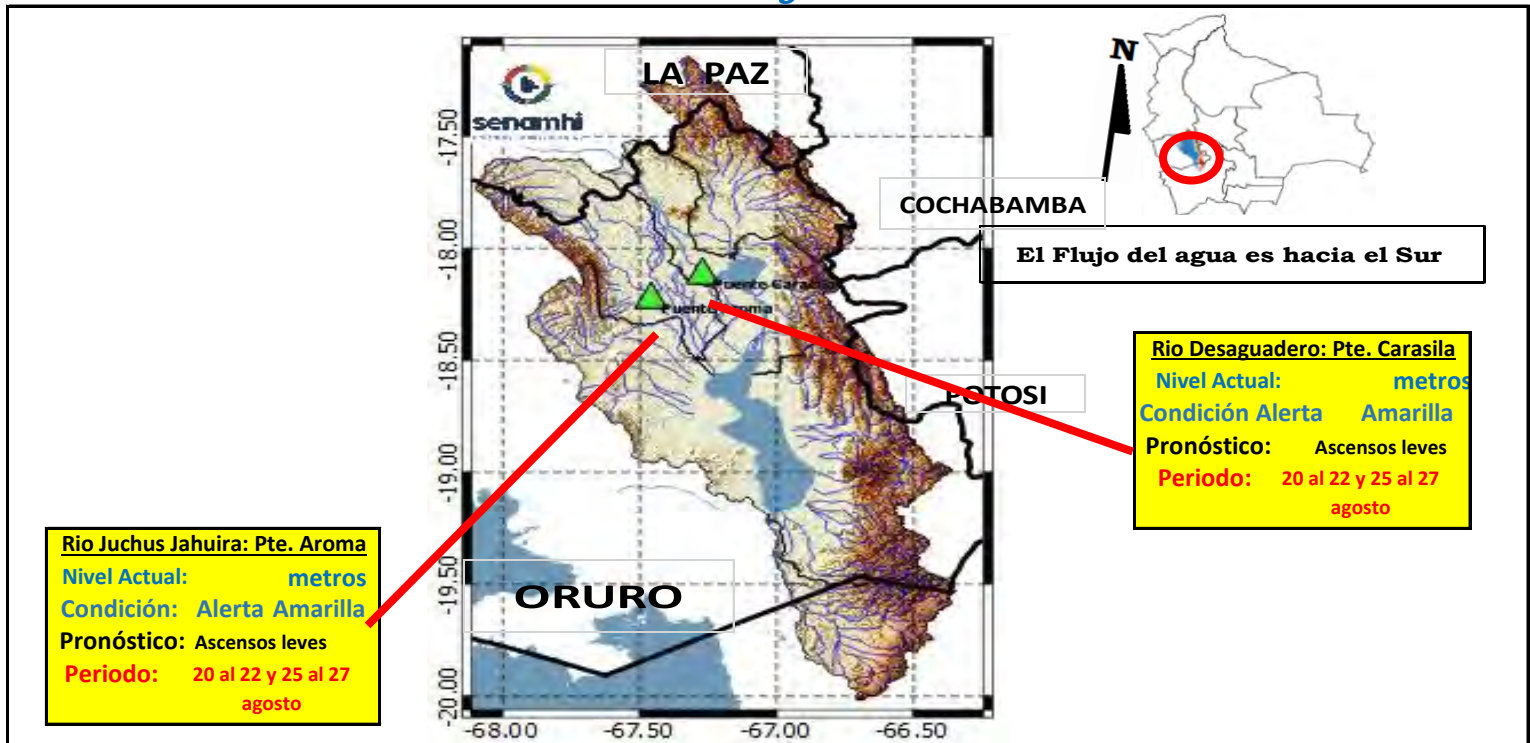 LA PAZ
senamhi
N
COCHABAMBA
El Flujo del agua es hacia el Sur
Puente
Puente
POTOSI
Rio Desaguadero: Pte. Carasila
Nivel Actual: metros
Condición Alerta Amarilla
Pronóstico: Ascensos leves
Periodo: 20 al 22 y 25 al 27
agosto
Rio Juchus Jahuira: Pte. Aroma
Nivel Actual: metros
Condición: Alerta Amarilla
Pronóstico: Ascensos leves
Periodo: 20 al 22 y 25 al 27
agosto
ORURO
-17.50
-18.00
-18.50
-19.00
-19.50
-20.00
-68.00 -67.50 -67.00 -66.50